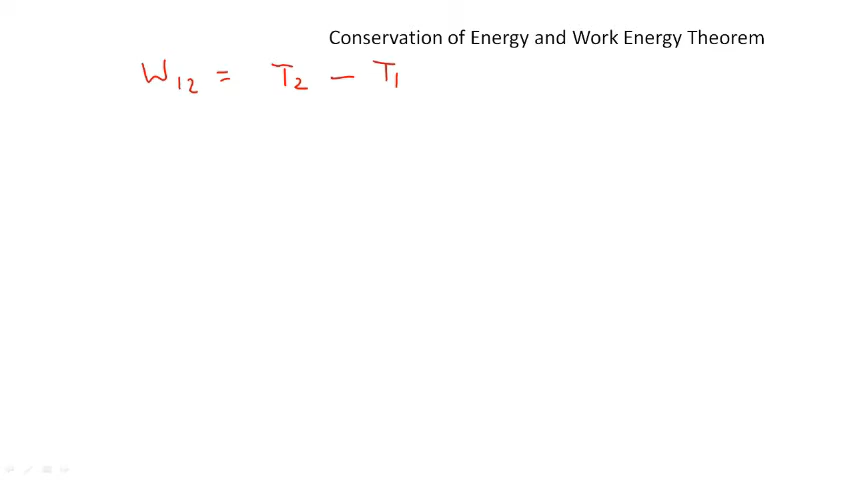 Conservation of Energy and Work Energy Theorem
W₁₂ = T₂ − T₁